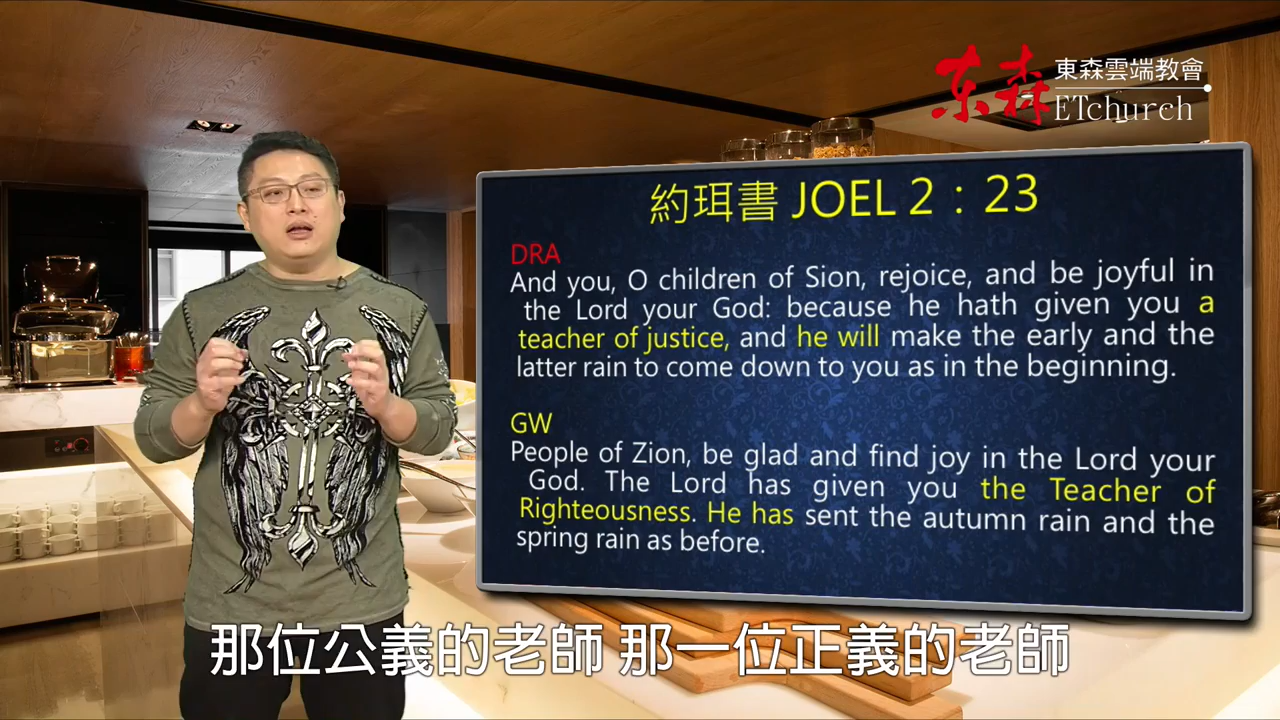 东森
東森雲端教會
ETchurch
約珥書 JOEL 2：23
DRA
And you, O children of Sion, rejoice, and be joyful in
the Lord your God: because he hath given you a
teacher of justice, and he will make the early and the
latter rain to come down to you as in the beginning.
GW
People of Zion, be glad and find joy in the Lord your
God. The Lord has given you the Teacher of
Righteousness. He has sent the autumn rain and the
spring rain as before.
那位公義的老師 那一位正義的老師